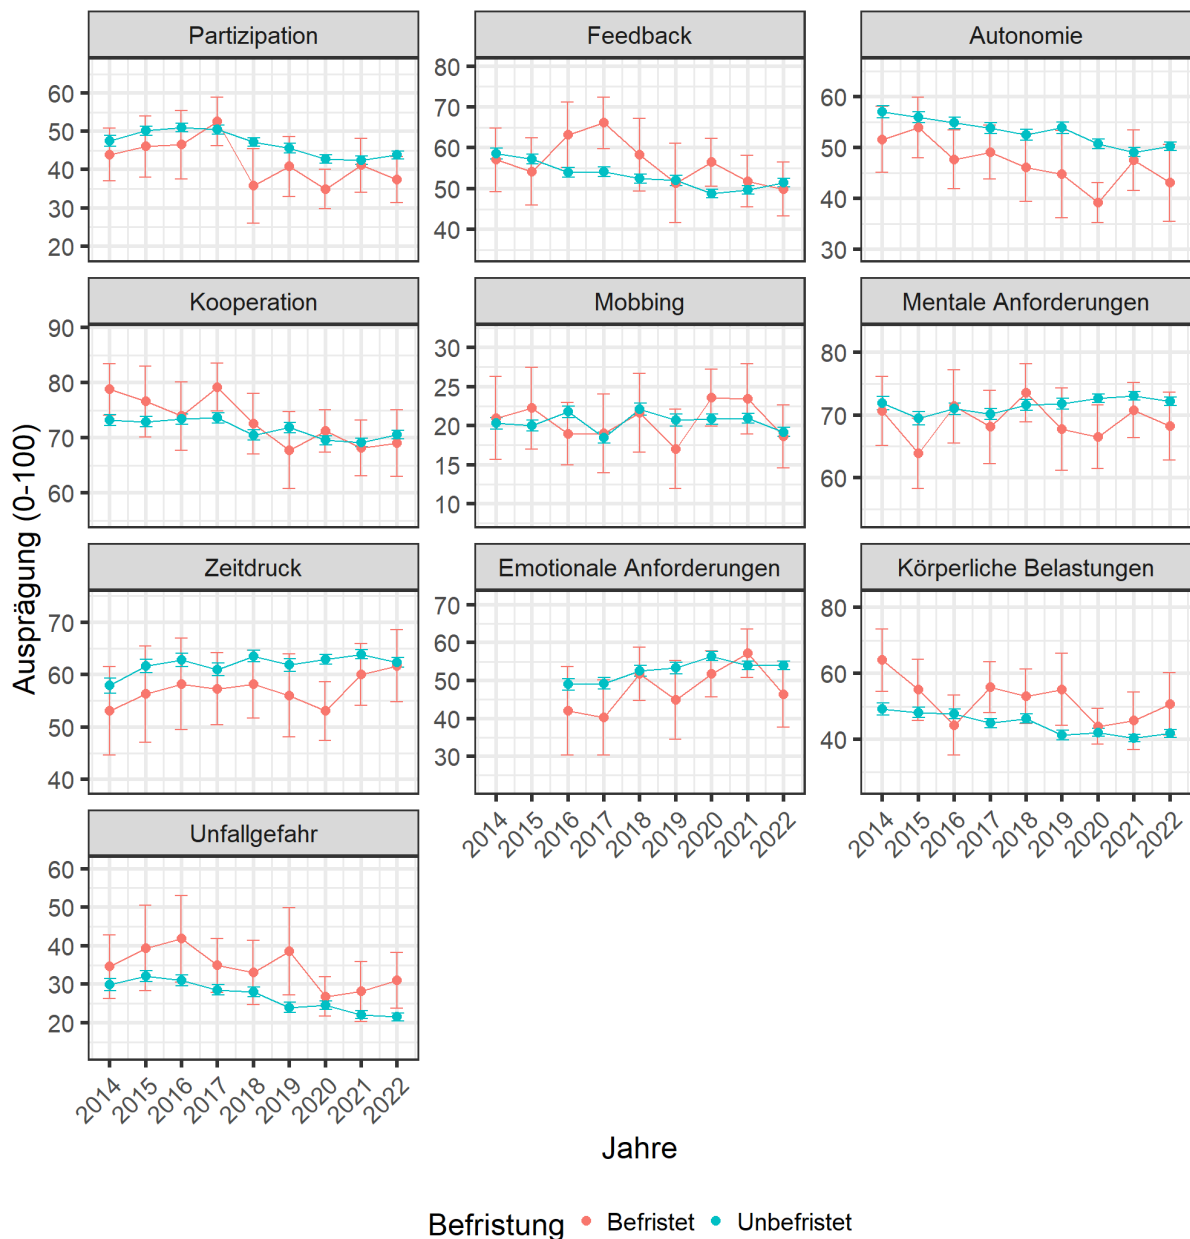 Partizipation
Feedback
Autonomie
60
50
40
30
20
80
70
60
50
40
60
50
40
30
Kooperation
Mobbing
Mentale Anforderungen
90
80
70
60
30
25
20
15
10
80
70
60
Zeitdruck
Emotionale Anforderungen
Körperliche Belastungen
70
60
50
40
70
60
50
40
30
80
60
40
2014 2015 2016 2017 2018 2019 2020 2021 2022
2014 2015 2016 2017 2018 2019 2020 2021 2022
Unfallgefahr
60
50
40
30
20
2014 2015 2016 2017 2018 2019 2020 2021 2022
Ausprägung (0-100)
Jahre
Befristung Befristet Unbefristet